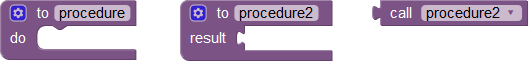 to procedure
do
to procedure2
result
call procedure2